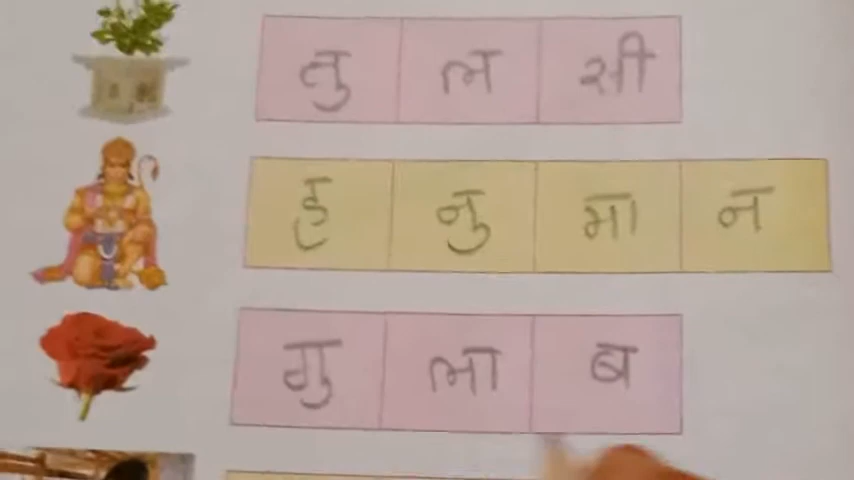 तु ल सी
ह नु मा न
गु ला ब